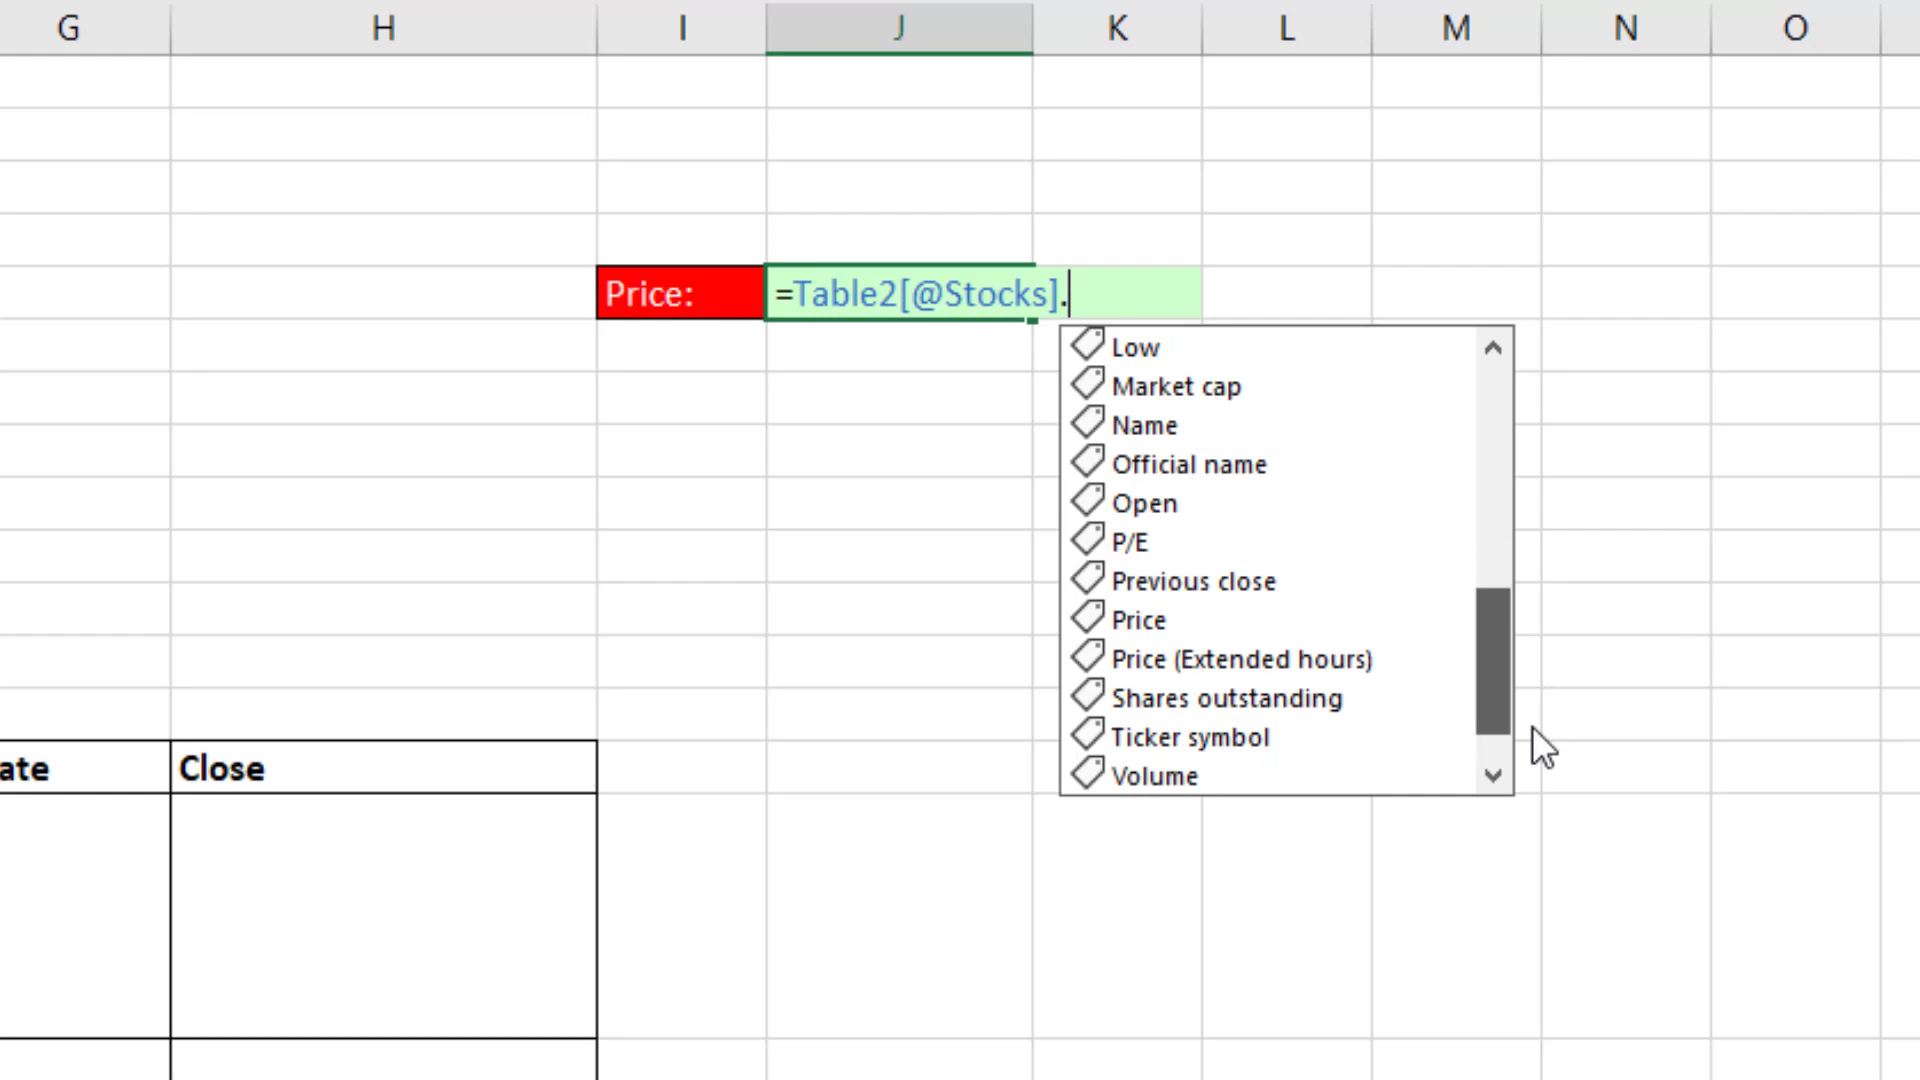 G H I J K L M N O
Price: =Table2[@Stocks].
Low
Market cap
Name
Official name
Open
P/E
Previous close
Price
Price (Extended hours)
Shares outstanding
Ticker symbol
Volume
ate Close